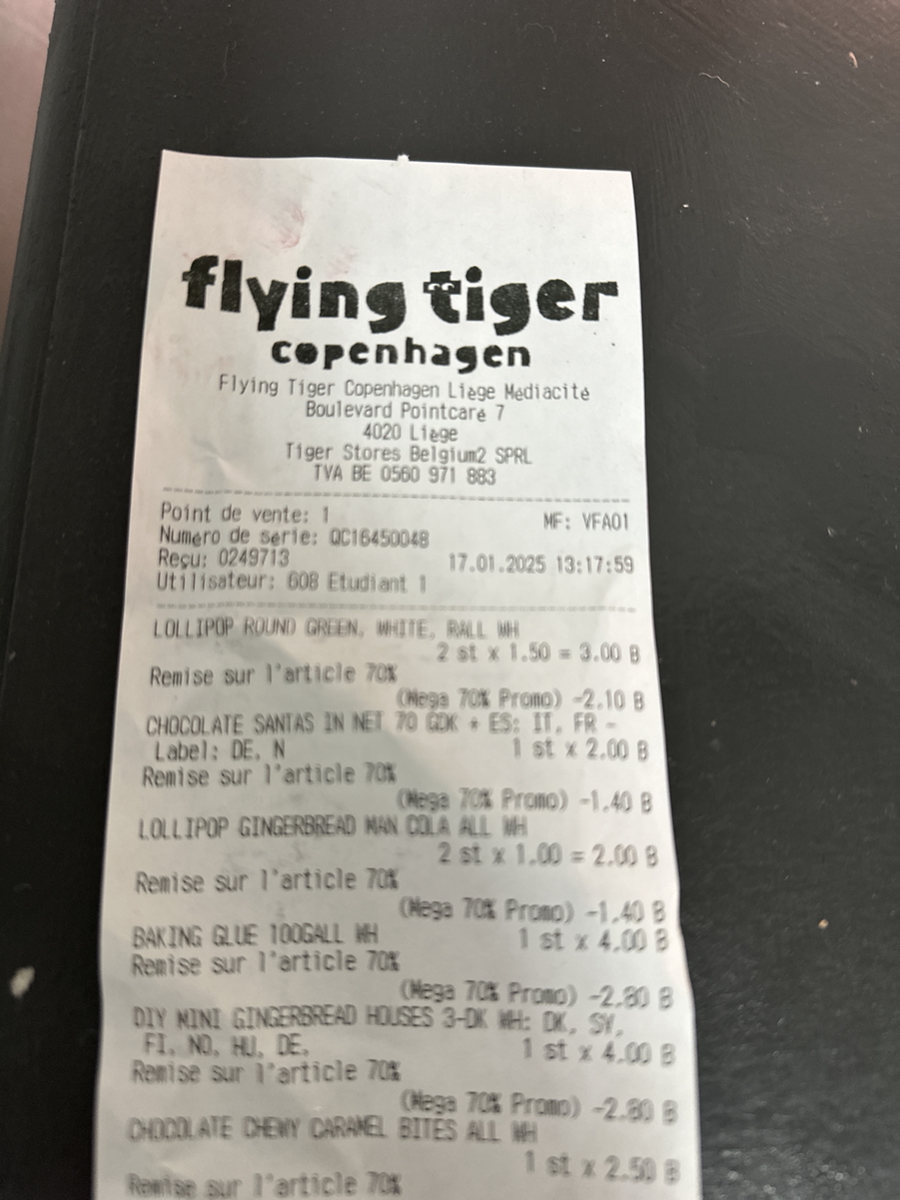 flying tiger
copenhagen
Flying Tiger Copenhagen Liège Médiacité
Boulevard Pointcaré 7
4020 Liège
Tiger Stores Belgium2 SPRL
TVA BE 0560 971 883
Point de vente: 1 MF: VFA01
Numéro de série: QC16450048
Reçu: 0249713 17.01.2025 13:17:59
Utilisateur: 608 Etudiant 1
LOLLIPOP ROUND GREEN, WHITE, RALL WH
2 st x 1.50 = 3.00 B
Remise sur l'article 70%
(Mega 70% Promo) -2.10 B
CHOCOLATE SANTAS IN NET 70 GDK + ES: IT, FR -
Label: DE, N 1 st x 2.00 B
Remise sur l'article 70%
(Mega 70% Promo) -1.40 B
LOLLIPOP GINGERBREAD MAN COLA ALL WH
2 st x 1.00 = 2.00 B
Remise sur l'article 70%
(Mega 70% Promo) -1.40 B
BAKING GLUE 100GALL WH 1 st x 4.00 B
Remise sur l'article 70%
(Mega 70% Promo) -2.80 B
DIY MINI GINGERBREAD HOUSES 3-DK WH: DK, SV,
FI, NO, HU, DE, 1 st x 4.00 B
Remise sur l'article 70%
(Mega 70% Promo) -2.80 B
CHOCOLATE CHEWY CARAMEL BITES ALL WH
1 st x 2.50 B
Remise sur l'article 70%